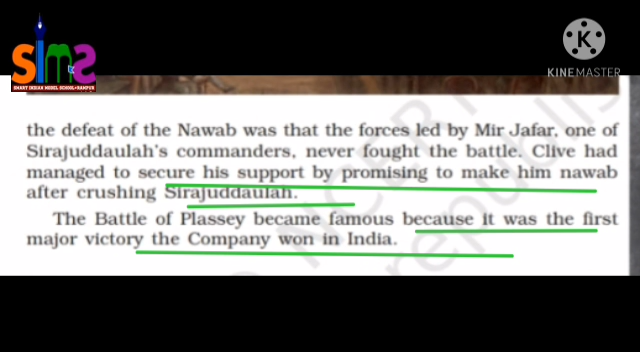 SIMS
SMART INDIAN MODEL SCHOOL-RAMPUR
K
KINEMASTER
the defeat of the Nawab was that the forces led by Mir Jafar, one of
Sirajuddaulah's commanders, never fought the battle. Clive had
managed to secure his support by promising to make him nawab
after crushing Sirajuddaulah.
The Battle of Plassey became famous because it was the first
major victory the Company won in India.